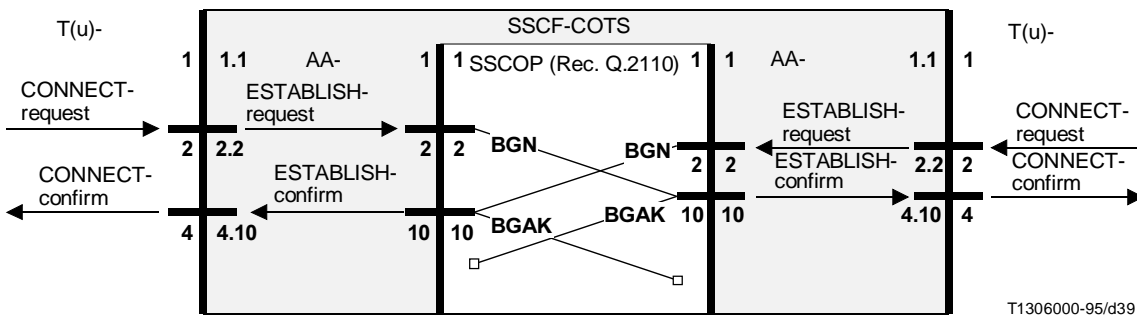 SSCF-COTS
T(u)-
T(u)-
1
1.1
AA-
1
1
SSCOP (Rec. Q.2110)
1
1
AA-
1.1
1
CONNECT-
request
ESTABLISH-
request
ESTABLISH-
request
CONNECT-
request
2
2.2
2
2
BGN
BGN
2
2
2.2
2
CONNECT-
confirm
ESTABLISH-
confirm
ESTABLISH-
confirm
CONNECT-
confirm
4
4.10
10
10
BGAK
BGAK
10
10
4.10
4
T1306000-95/d39